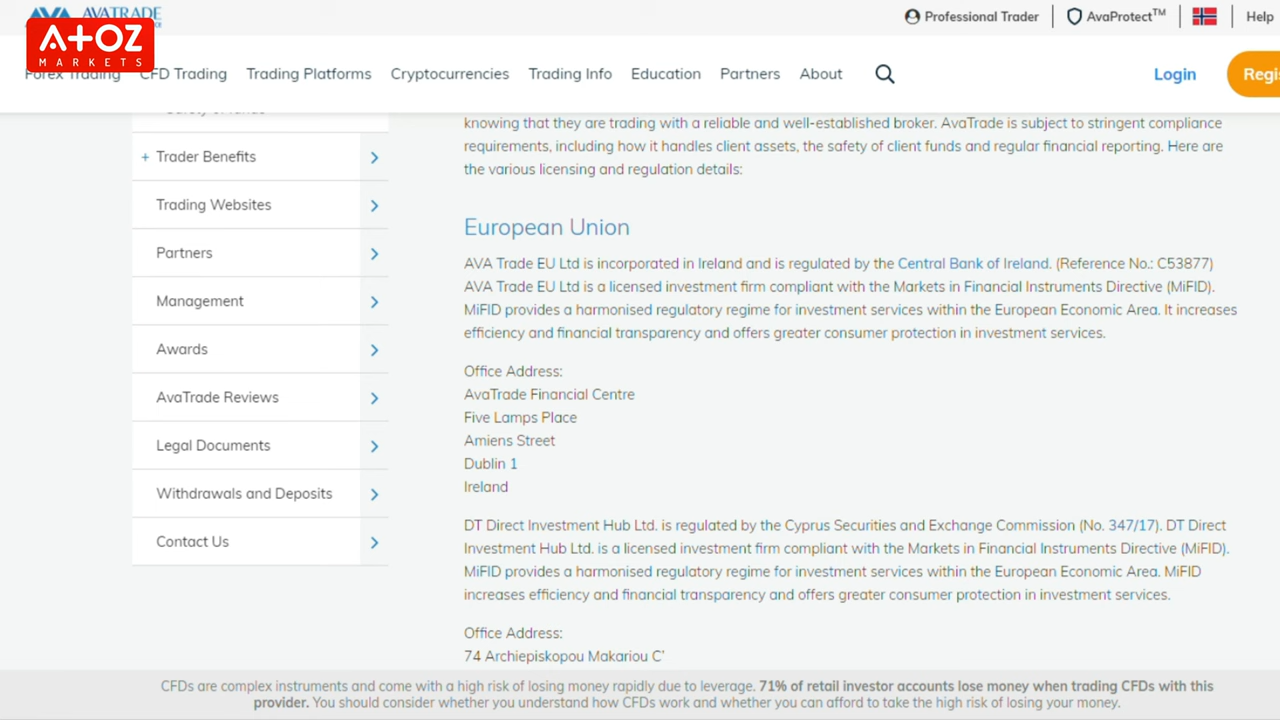 AVATRADE
A+OZ
MARKETS
Professional Trader
AvaProtect™
Help
Forex Trading
CFD Trading
Trading Platforms
Cryptocurrencies
Trading Info
Education
Partners
About
Login
Regi
Safety of funds
+ Trader Benefits
Trading Websites
Partners
Management
Awards
AvaTrade Reviews
Legal Documents
Withdrawals and Deposits
Contact Us
knowing that they are trading with a reliable and well-established broker. AvaTrade is subject to stringent compliance
requirements, including how it handles client assets, the safety of client funds and regular financial reporting. Here are
the various licensing and regulation details:
European Union
AVA Trade EU Ltd is incorporated in Ireland and is regulated by the Central Bank of Ireland. (Reference No.: C53877)
AVA Trade EU Ltd is a licensed investment firm compliant with the Markets in Financial Instruments Directive (MiFID).
MiFID provides a harmonised regulatory regime for investment services within the European Economic Area. It increases
efficiency and financial transparency and offers greater consumer protection in investment services.
Office Address:
AvaTrade Financial Centre
Five Lamps Place
Amiens Street
Dublin 1
Ireland
DT Direct Investment Hub Ltd. is regulated by the Cyprus Securities and Exchange Commission (No. 347/17). DT Direct
Investment Hub Ltd. is a licensed investment firm compliant with the Markets in Financial Instruments Directive (MiFID).
MiFID provides a harmonised regulatory regime for investment services within the European Economic Area. MiFID
increases efficiency and financial transparency and offers greater consumer protection in investment services.
Office Address:
74 Archiepiskopou Makariou C'
CFDs are complex instruments and come with a high risk of losing money rapidly due to leverage. 71% of retail investor accounts lose money when trading CFDs with this
provider. You should consider whether you understand how CFDs work and whether you can afford to take the high risk of losing your money.